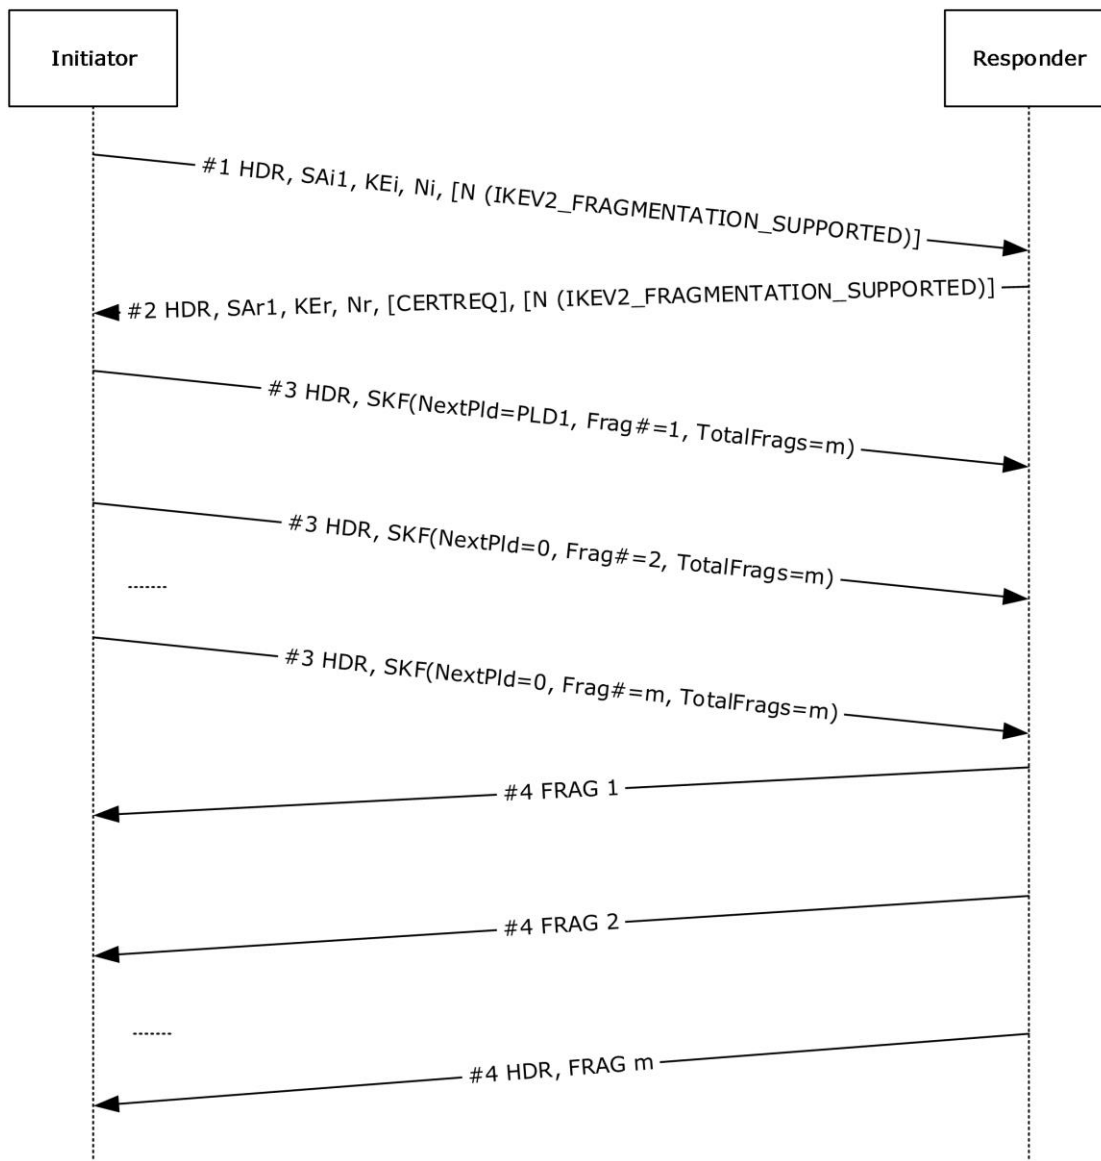 Initiator
Responder
#1 HDR, SAi1, KEi, Ni, [N (IKEV2_FRAGMENTATION_SUPPORTED)]
#2 HDR, SAr1, KEr, Nr, [CERTREQ], [N (IKEV2_FRAGMENTATION_SUPPORTED)]
#3 HDR, SKF(NextPld=PLD1, Frag#=1, TotalFrags=m)
#3 HDR, SKF(NextPld=0, Frag#=2, TotalFrags=m)
#3 HDR, SKF(NextPld=0, Frag#=m, TotalFrags=m)
#4 FRAG 1
#4 FRAG 2
#4 HDR, FRAG m